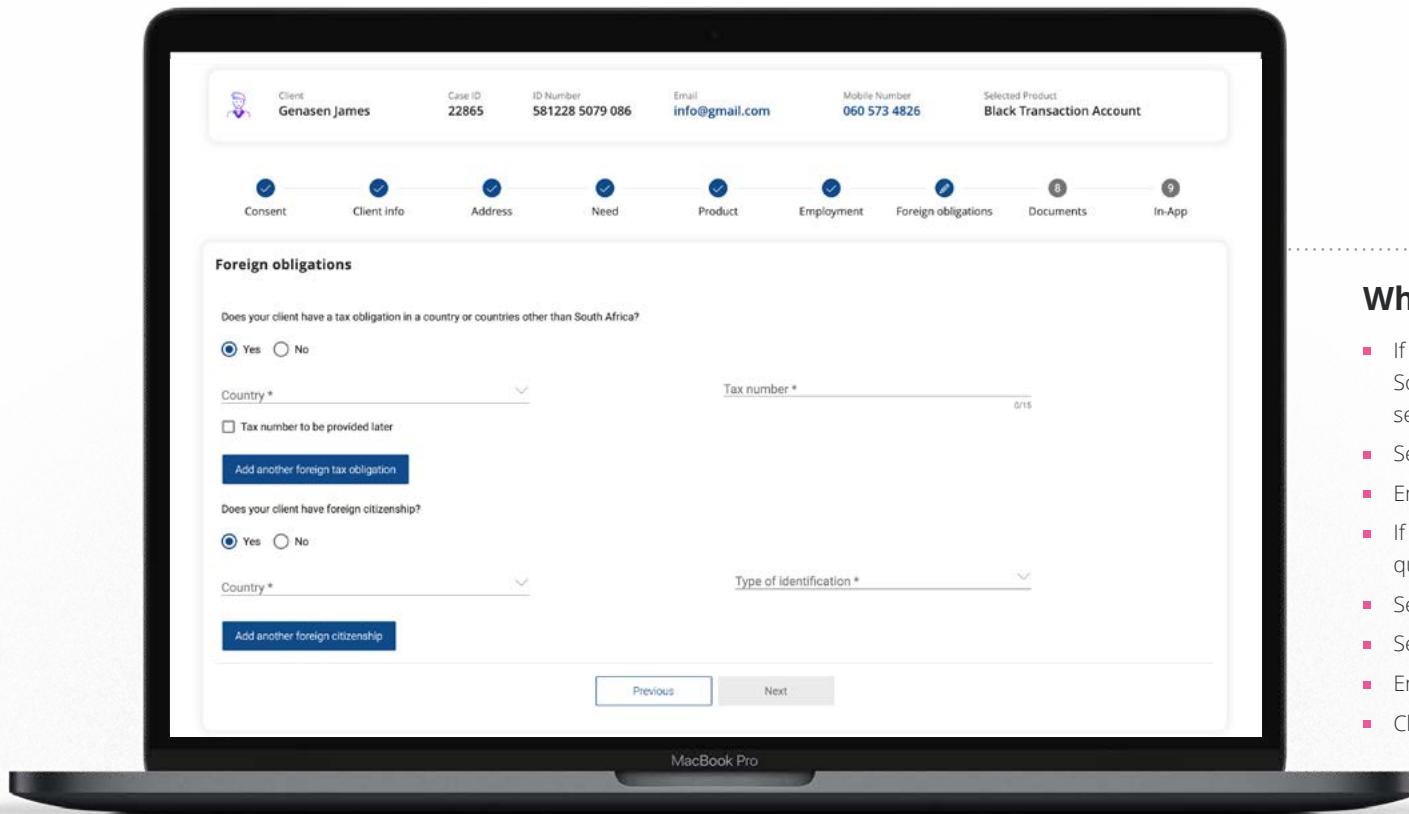 Client Case ID ID Number Email Mobile Number Selected Product
Genasen James 22865 581228 5079 086 info@gmail.com 060 573 4826 Black Transaction Account
8 9
Consent Client info Address Need Product Employment Foreign obligations Documents In-App
Foreign obligations
Does your client have a tax obligation in a country or countries other than South Africa?
Yes No
Country * Tax number *
0/15
Tax number to be provided later
Add another foreign tax obligation
Does your client have foreign citizenship?
Yes No
Country * Type of identification *
Add another foreign citizenship
Previous Next
MacBook Pro
Wh
If
So
se
Se
En
If
qu
Se
Se
En
Cl